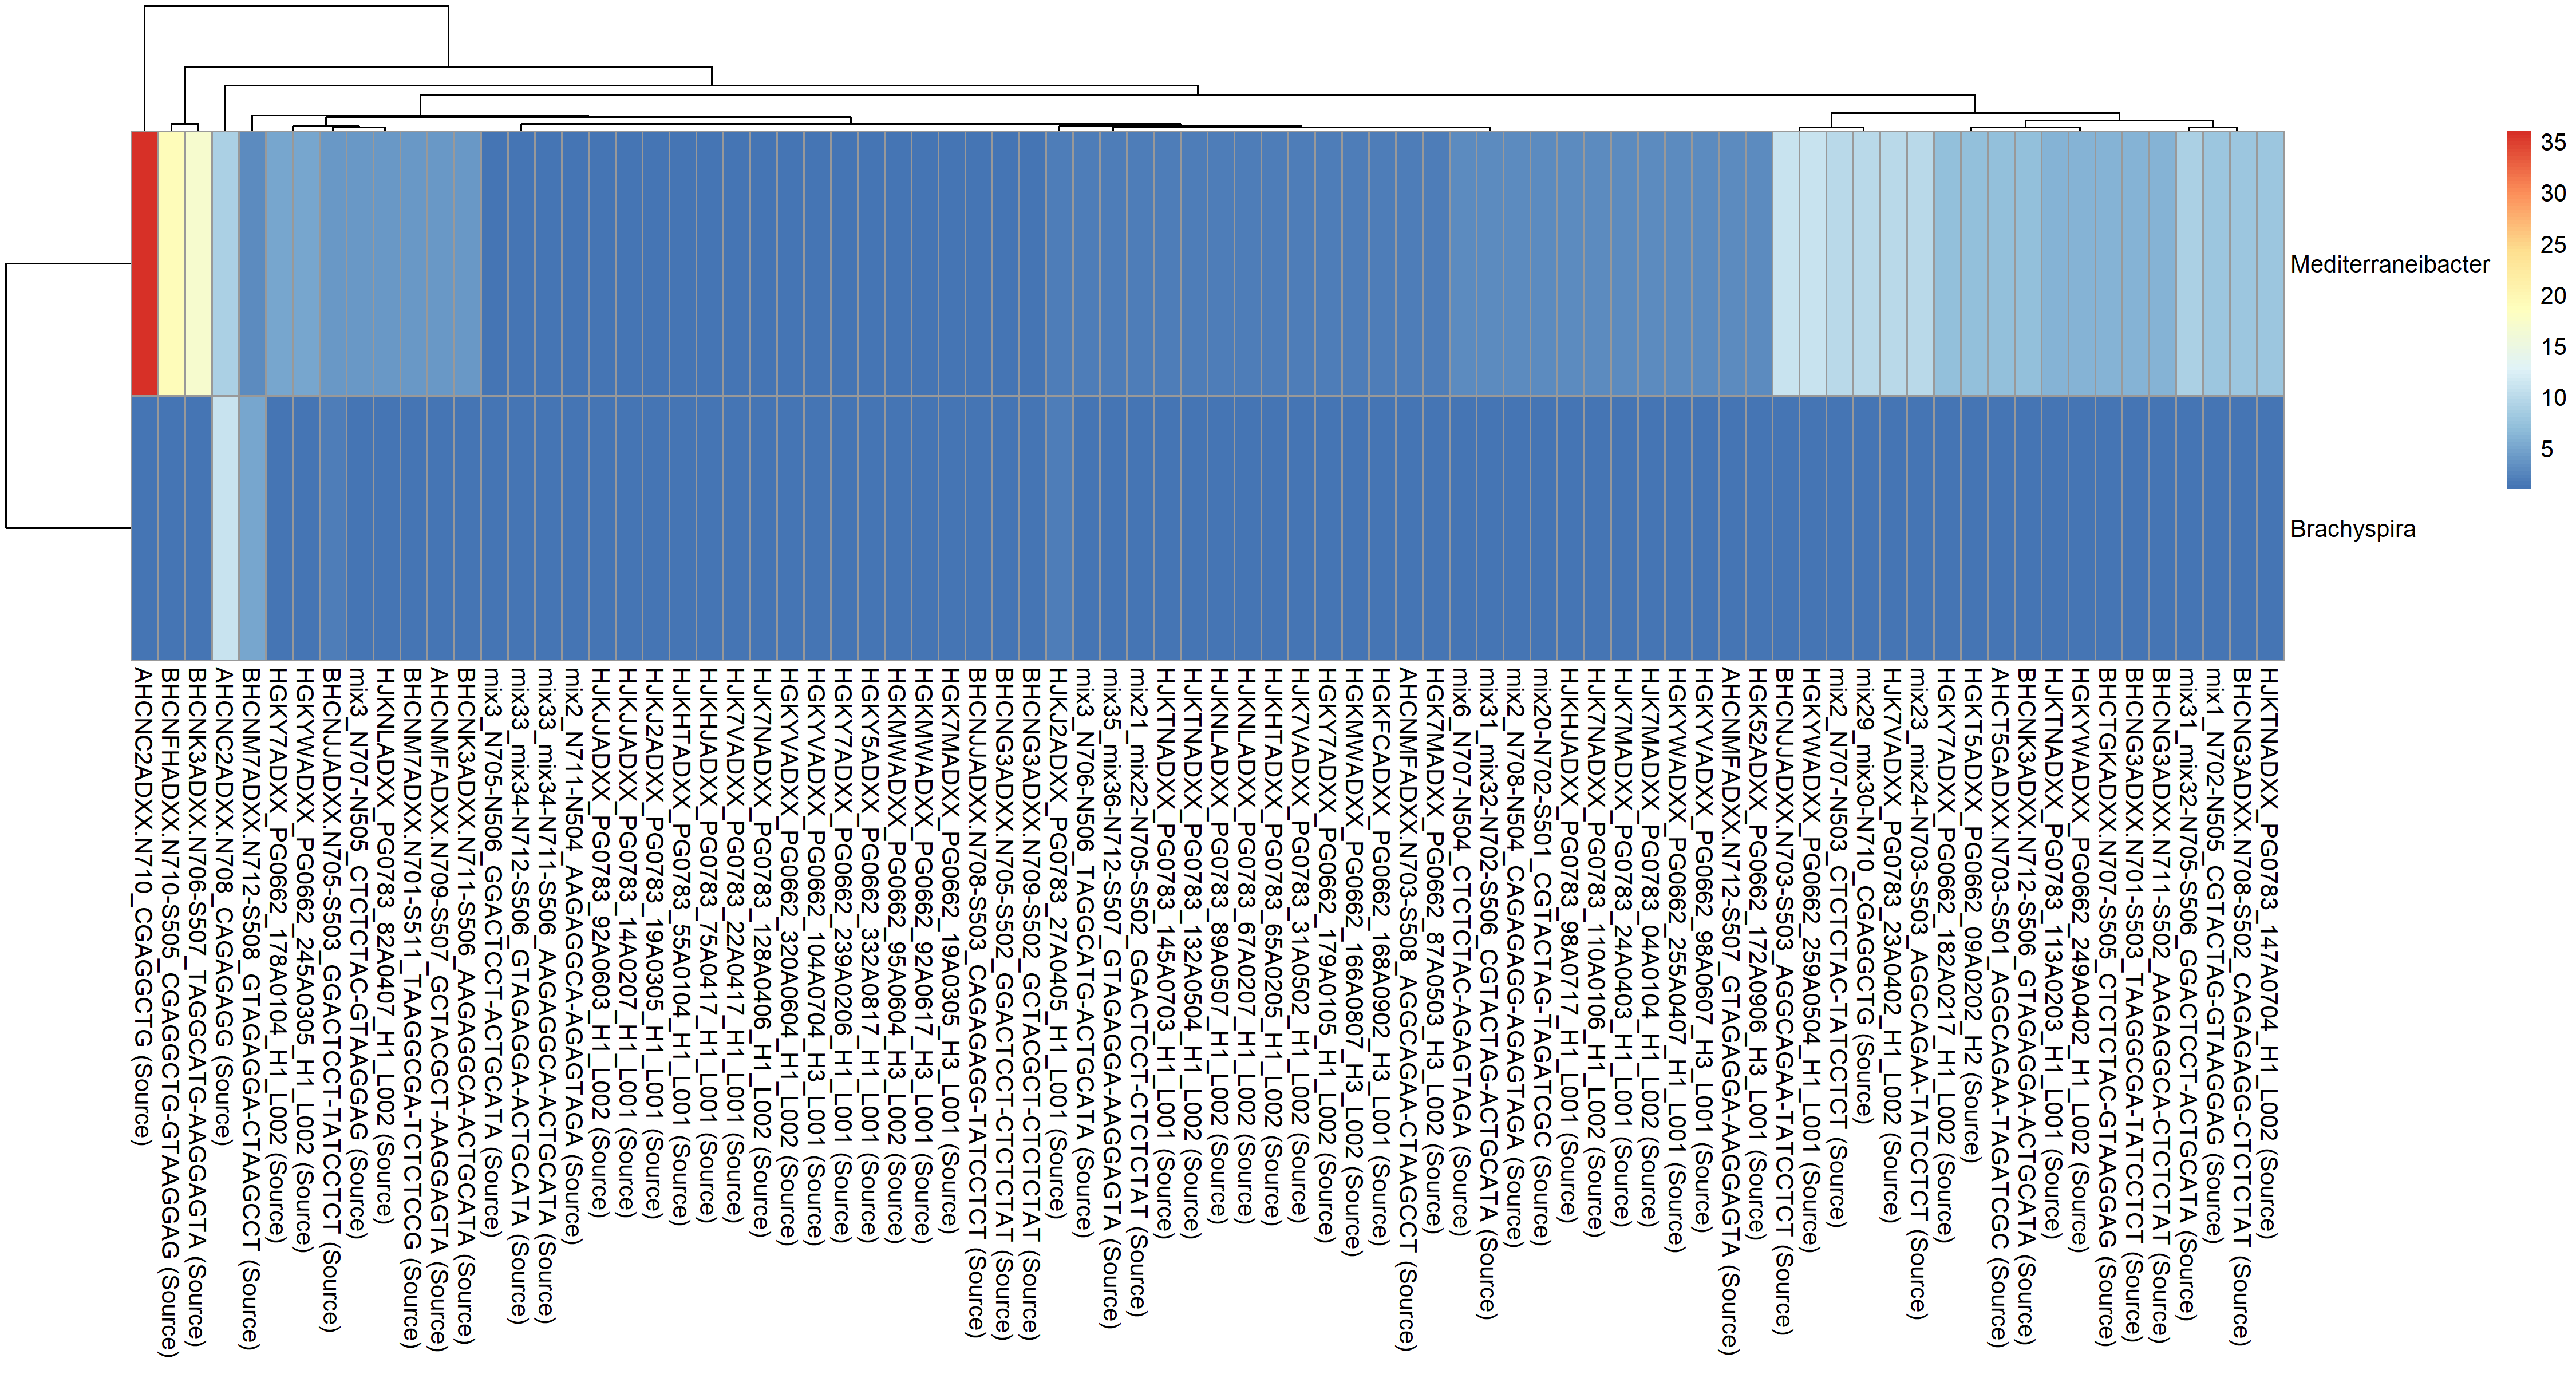 35
30
25
20
15
10
5
Mediterraneibacter
Brachyspira
AHCNC2ADXX.N710_CGAGGCTG (Source)
BHCNFHADXX.N710-S505_CGAGGCTG-GTAAGGAG (Source)
BHCNK3ADXX.N706-S507_TAGGCATG-AAGGAGTA (Source)
AHCNC2ADXX.N708_CAGAGAGG (Source)
BHCNM7ADXX.N712-S508_GTAGAGGA-CTAAGCCT (Source)
HGKY7ADXX_PG0662_178A0104_H1_L002 (Source)
HGKYWADXX_PG0662_245A0305_H1_L002 (Source)
BHCNJJADXX.N705-S503_GGACTCCT-TATCCTCT (Source)
mix3_N707-N505_CTCTCTAC-GTAAGGAG (Source)
HJKNLADXX_PG0783_82A0407_H1_L002 (Source)
BHCNM7ADXX.N701-S511_TAAGGCGA-TCTCTCCG (Source)
AHCNMFADXX.N709-S507_GCTACGCT-AAGGAGTA (Source)
BHCNK3ADXX.N711-S506_AAGAGGCA-ACTGCATA (Source)
mix3_N705-N506_GGACTCCT-ACTGCATA (Source)
mix33_mix34-N712-S506_GTAGAGGA-ACTGCATA (Source)
mix33_mix34-N711-S506_AAGAGGCA-ACTGCATA (Source)
mix2_N711-N504_AAGAGGCA-AGAGTAGA (Source)
HJKJJADXX_PG0783_92A0603_H1_L002 (Source)
HJKJJADXX_PG0783_14A0207_H1_L001 (Source)
HJKJ2ADXX_PG0783_19A0305_H1_L001 (Source)
HJKHTADXX_PG0783_55A0104_H1_L001 (Source)
HJKHJADXX_PG0783_75A0417_H1_L001 (Source)
HJK7VADXX_PG0783_22A0417_H1_L001 (Source)
HJK7NADXX_PG0783_128A0406_H1_L002 (Source)
HGKYVADXX_PG0662_320A0604_H1_L002 (Source)
HGKYVADXX_PG0662_104A0704_H3_L001 (Source)
HGKY7ADXX_PG0662_239A0206_H1_L001 (Source)
HGKY5ADXX_PG0662_332A0817_H1_L001 (Source)
HGKMWADXX_PG0662_95A0604_H3_L002 (Source)
HGKMWADXX_PG0662_92A0617_H3_L001 (Source)
HGK7MADXX_PG0662_19A0305_H3_L001 (Source)
BHCNJJADXX.N708-S503_CAGAGAGG-TATCCTCT (Source)
BHCNG3ADXX.N705-S502_GGACTCCT-CTCTCTAT (Source)
BHCNG3ADXX.N709-S502_GCTACGCT-CTCTCTAT (Source)
HJKJ2ADXX_PG0783_27A0405_H1_L001 (Source)
mix3_N706-N506_TAGGCATG-ACTGCATA (Source)
mix35_mix36-N712-S507_GTAGAGGA-AAGGAGTA (Source)
mix21_mix22-N705-S502_GGACTCCT-CTCTCTAT (Source)
HJKTNADXX_PG0783_145A0703_H1_L001 (Source)
HJKTNADXX_PG0783_132A0504_H1_L002 (Source)
HJKNLADXX_PG0783_89A0507_H1_L002 (Source)
HJKNLADXX_PG0783_67A0207_H1_L001 (Source)
HJKHTADXX_PG0783_65A0205_H1_L002 (Source)
HJK7VADXX_PG0783_31A0502_H1_L002 (Source)
HGKY7ADXX_PG0662_179A0105_H1_L002 (Source)
HGKMWADXX_PG0662_166A0807_H3_L002 (Source)
HGKFCADXX_PG0662_168A0902_H3_L001 (Source)
AHCNMFADXX.N703-S508_AGGCAGAA-CTAAGCCT (Source)
HGK7MADXX_PG0662_87A0503_H3_L002 (Source)
mix6_N707-N504_CTCTCTAC-AGAGTAGA (Source)
mix31_mix32-N702-S506_CGTACTAG-ACTGCATA (Source)
mix2_N708-N504_CAGAGAGG-AGAGTAGA (Source)
mix20-N702-S501_CGTACTAG-TAGATCGC (Source)
HJKHJADXX_PG0783_98A0717_H1_L001 (Source)
HJK7NADXX_PG0783_110A0106_H1_L002 (Source)
HJK7MADXX_PG0783_24A0403_H1_L001 (Source)
HJK7MADXX_PG0783_04A0104_H1_L002 (Source)
HGKYWADXX_PG0662_255A0407_H1_L001 (Source)
HGKYVADXX_PG0662_98A0607_H3_L001 (Source)
AHCNMFADXX.N712-S507_GTAGAGGA-AAGGAGTA (Source)
HGK52ADXX_PG0662_172A0906_H3_L001 (Source)
BHCNJJADXX.N703-S503_AGGCAGAA-TATCCTCT (Source)
HGKYWADXX_PG0662_259A0504_H1_L001 (Source)
mix2_N707-N503_CTCTCTAC-TATCCTCT (Source)
mix29_mix30-N710_CGAGGCTG (Source)
HJK7VADXX_PG0783_23A0402_H1_L002 (Source)
mix23_mix24-N703-S503_AGGCAGAA-TATCCTCT (Source)
HGKY7ADXX_PG0662_182A0217_H1_L002 (Source)
HGKT5ADXX_PG0662_09A0202_H2 (Source)
AHCT5GADXX.N703-S501_AGGCAGAA-TAGATCGC (Source)
BHCNK3ADXX.N712-S506_GTAGAGGA-ACTGCATA (Source)
HJKTNADXX_PG0783_113A0203_H1_L001 (Source)
HGKYWADXX_PG0662_249A0402_H1_L002 (Source)
BHCTGKADXX.N707-S505_CTCTCTAC-GTAAGGAG (Source)
BHCNG3ADXX.N701-S503_TAAGGCGA-TATCCTCT (Source)
BHCNG3ADXX.N711-S502_AAGAGGCA-CTCTCTAT (Source)
mix31_mix32-N705-S506_GGACTCCT-ACTGCATA (Source)
mix1_N702-N505_CGTACTAG-GTAAGGAG (Source)
BHCNG3ADXX.N708-S502_CAGAGAGG-CTCTCTAT (Source)
HJKTNADXX_PG0783_147A0704_H1_L002 (Source)